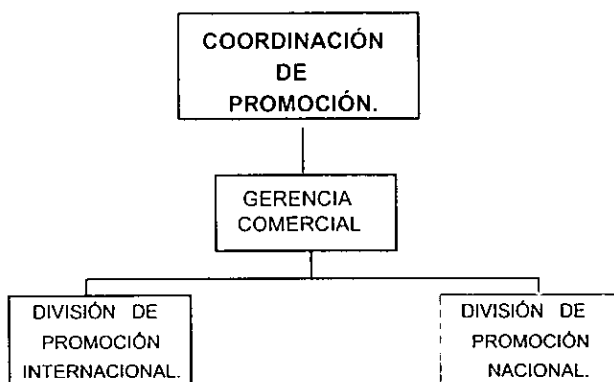 COORDINACIÓN
DE
PROMOCIÓN.
GERENCIA
COMERCIAL
DIVISIÓN DE
PROMOCIÓN
INTERNACIONAL.
DIVISIÓN DE
PROMOCIÓN
NACIONAL.